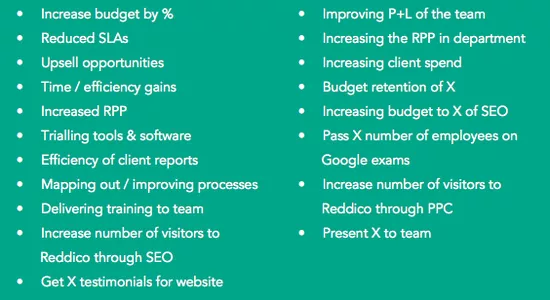 • Increase budget by %
• Reduced SLAs
• Upsell opportunities
• Time / efficiency gains
• Increased RPP
• Trialling tools & software
• Efficiency of client reports
• Mapping out / improving processes
• Delivering training to team
• Increase number of visitors to
Reddico through SEO
• Get X testimonials for website
• Improving P+L of the team
• Increasing the RPP in department
• Increasing client spend
• Budget retention of X
• Increasing budget to X of SEO
• Pass X number of employees on
Google exams
• Increase number of visitors to
Reddico through PPC
• Present X to team